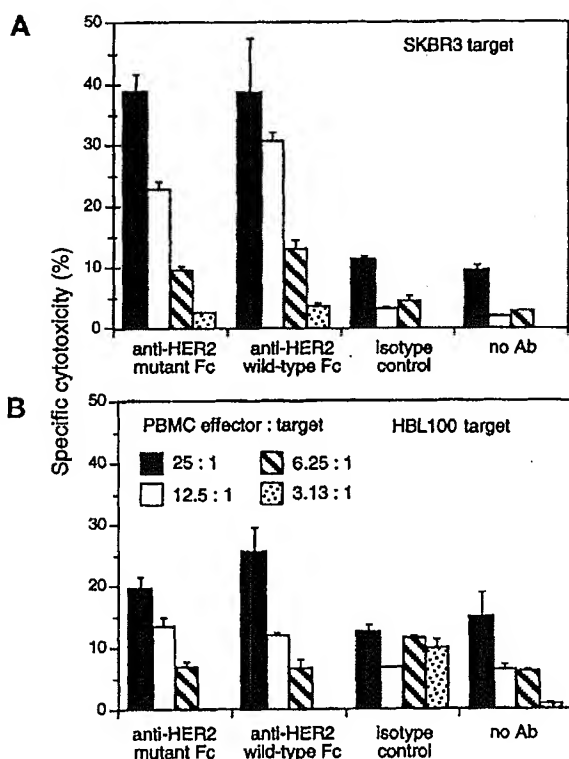 A
SKBR3 target
50
40
30
20
10
0
Specific cytotoxicity (%)
anti-HER2
mutant Fc
anti-HER2
wild-type Fc
isotype
control
no Ab
B
PBMC effector : target
HBL100 target
25 : 1
6.25 : 1
12.5 : 1
3.13 : 1
50
40
30
20
10
0
anti-HER2
mutant Fc
anti-HER2
wild-type Fc
isotype
control
no Ab